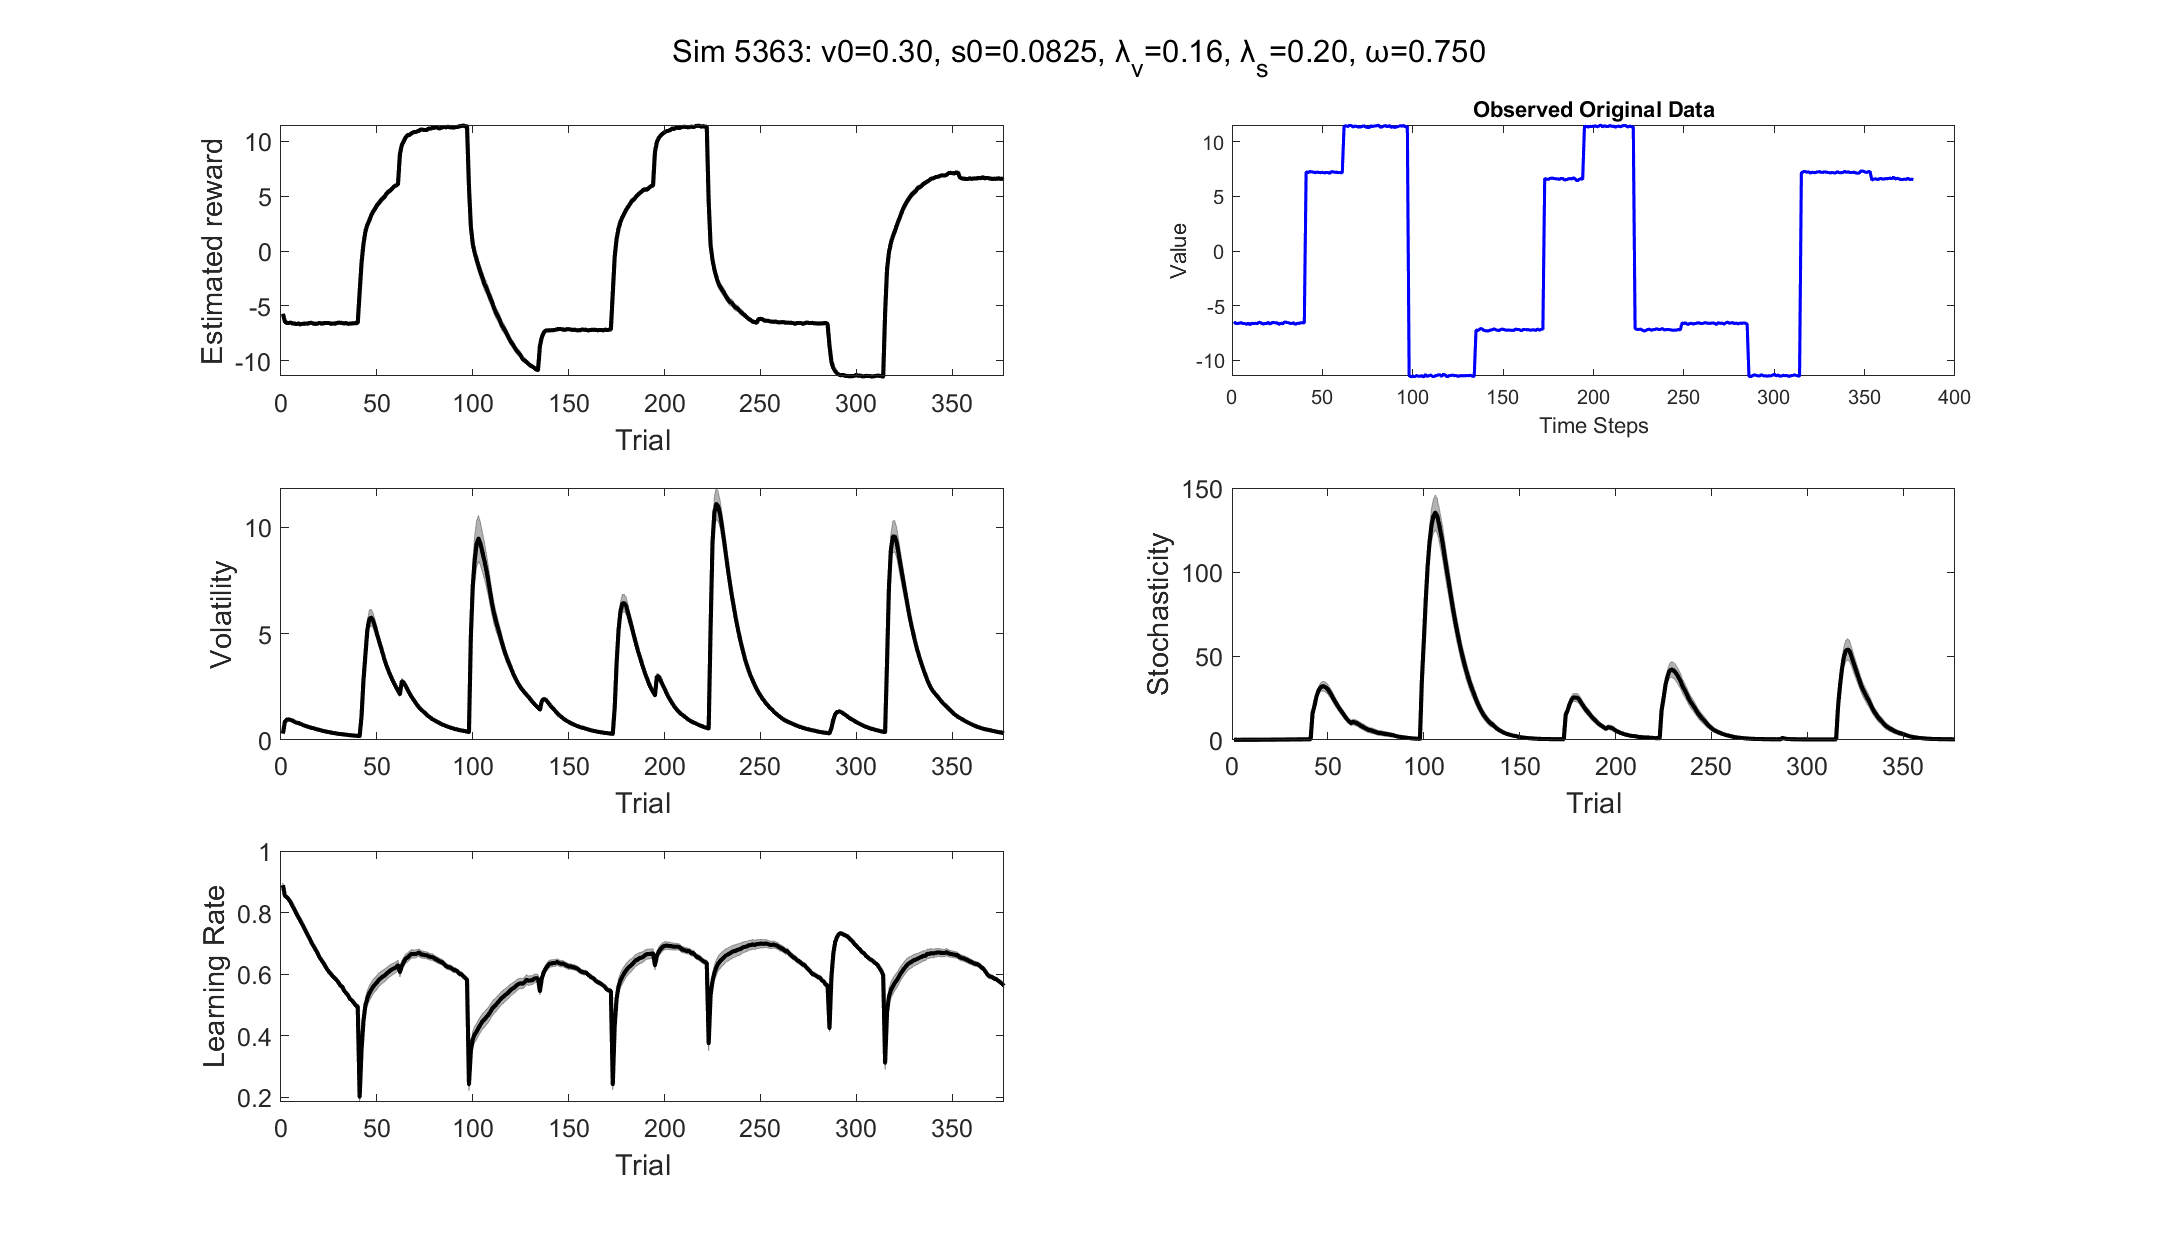 Sim 5363: v0=0.30, s0=0.0825, λv=0.16, λs=0.20, ω=0.750
Estimated reward
10
5
0
-5
-10
0 50 100 150 200 250 300 350
Trial
Observed Original Data
Value
10
5
0
-5
-10
0 50 100 150 200 250 300 350 400
Time Steps
Volatility
10
5
0
0 50 100 150 200 250 300 350
Trial
Stochasticity
150
100
50
0
0 50 100 150 200 250 300 350
Trial
Learning Rate
1
0.8
0.6
0.4
0.2
0 50 100 150 200 250 300 350
Trial